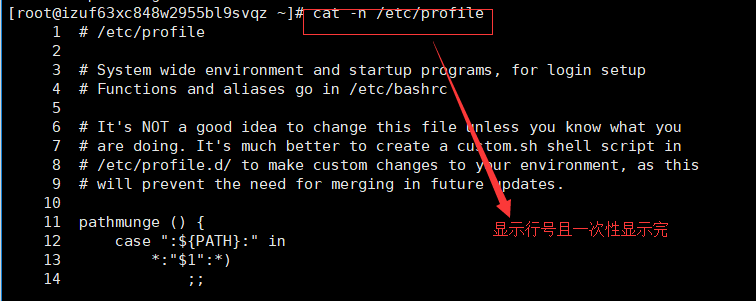 [root@izuf63xc848w2955bl9svqz ~]# cat -n /etc/profile
     1  # /etc/profile
     2
     3  # System wide environment and startup programs, for login setup
     4  # Functions and aliases go in /etc/bashrc
     5
     6  # It's NOT a good idea to change this file unless you know what you
     7  # are doing. It's much better to create a custom.sh shell script in
     8  # /etc/profile.d/ to make custom changes to your environment, as this
     9  # will prevent the need for merging in future updates.
    10
    11  pathmunge () {
    12      case ":${PATH}:" in
显示行号且一次性显示完
    13          *:"$1":*)
    14              ;;